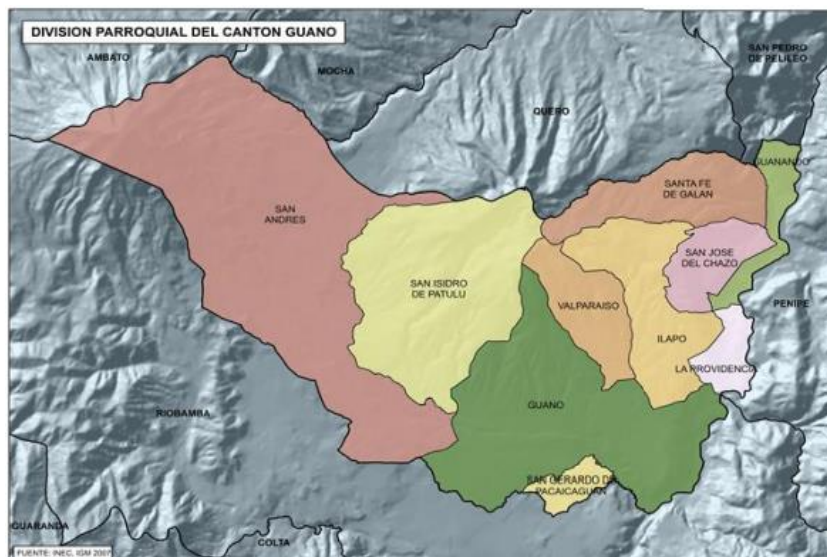 DIVISION PARROQUIAL DEL CANTON GUANO
SAN PEDRO
DE PELILEO
AMBATO
MOCHA
QUERO
GUANANDO
SANTA FE
DE GALAN
SAN
ANDRES
SAN JOSE
DEL CHAZO
SAN ISIDRO
DE PATULU
VALPARAISO
PENIPE
ILAPO
LA PROVIDENCIA
GUANO
RIOBAMBA
SAN GERARDO DE
PACAICAGUAN
GUARANDA
COLTA
FUENTE: INEC, IGM 2007